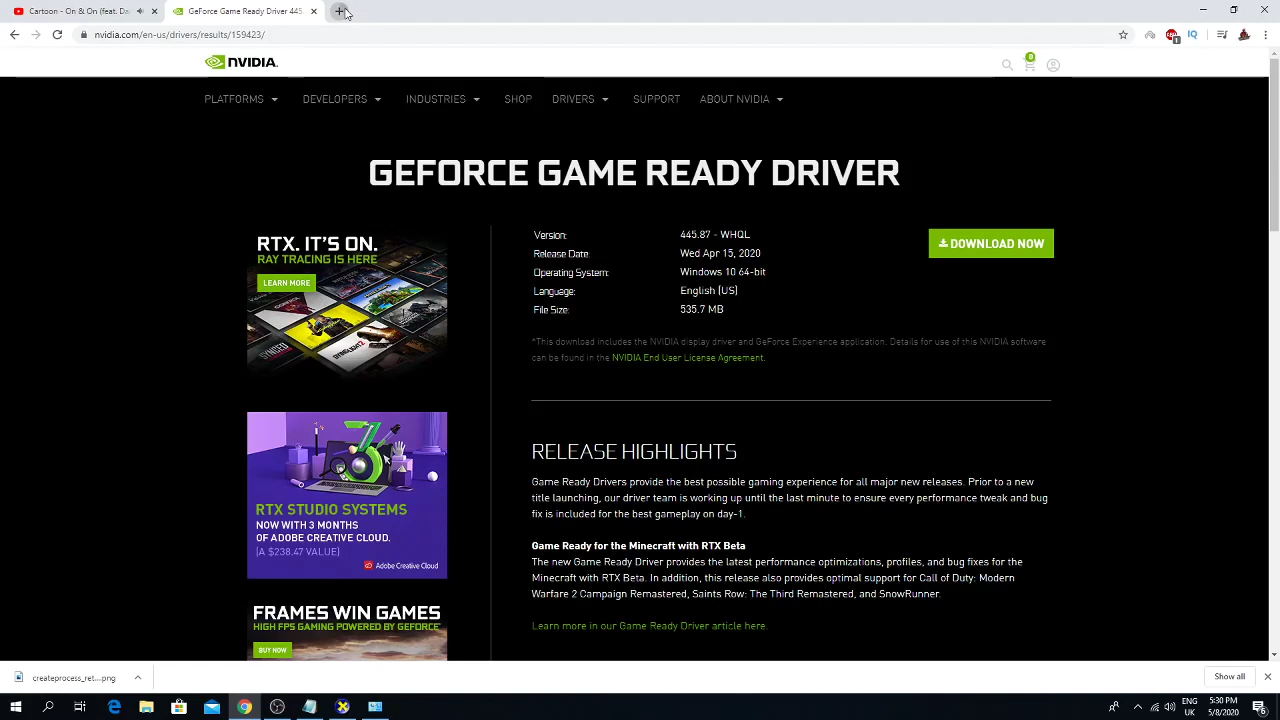 Cartoon - On & On (feat. Da
GeForce Game Ready Driver 445.
nvidia.com/en-us/drivers/results/159423/
1
IQ
NVIDIA.
0
PLATFORMS DEVELOPERS INDUSTRIES SHOP DRIVERS SUPPORT ABOUT NVIDIA
GEFORCE GAME READY DRIVER
RTX. IT'S ON.
RAY TRACING IS HERE
LEARN MORE
Version: 445.87 - WHQL
Release Date: Wed Apr 15, 2020
Operating System: Windows 10 64-bit
Language: English (US)
File Size: 535.7 MB
DOWNLOAD NOW
*This download includes the NVIDIA display driver and GeForce Experience application. Details for use of this NVIDIA software
can be found in the NVIDIA End User License Agreement.
RTX STUDIO SYSTEMS
NOW WITH 3 MONTHS
OF ADOBE CREATIVE CLOUD.
(A $238.47 VALUE)
Adobe Creative Cloud
RELEASE HIGHLIGHTS
Game Ready Drivers provide the best possible gaming experience for all major new releases. Prior to a new
title launching, our driver team is working up until the last minute to ensure every performance tweak and bug
fix is included for the best gameplay on day-1.
Game Ready for the Minecraft with RTX Beta
The new Game Ready Driver provides the latest performance optimizations, profiles, and bug fixes for the
Minecraft with RTX Beta. In addition, this release also provides optimal support for Call of Duty: Modern
Warfare 2 Campaign Remastered, Saints Row: The Third Remastered, and SnowRunner.
Learn more in our Game Ready Driver article here.
FRAMES WIN GAMES
HIGH FPS GAMING POWERED BY GEFORCE
BUY NOW
createprocess_ret....png
Show all
ENG
UK
5:30 PM
5/8/2020